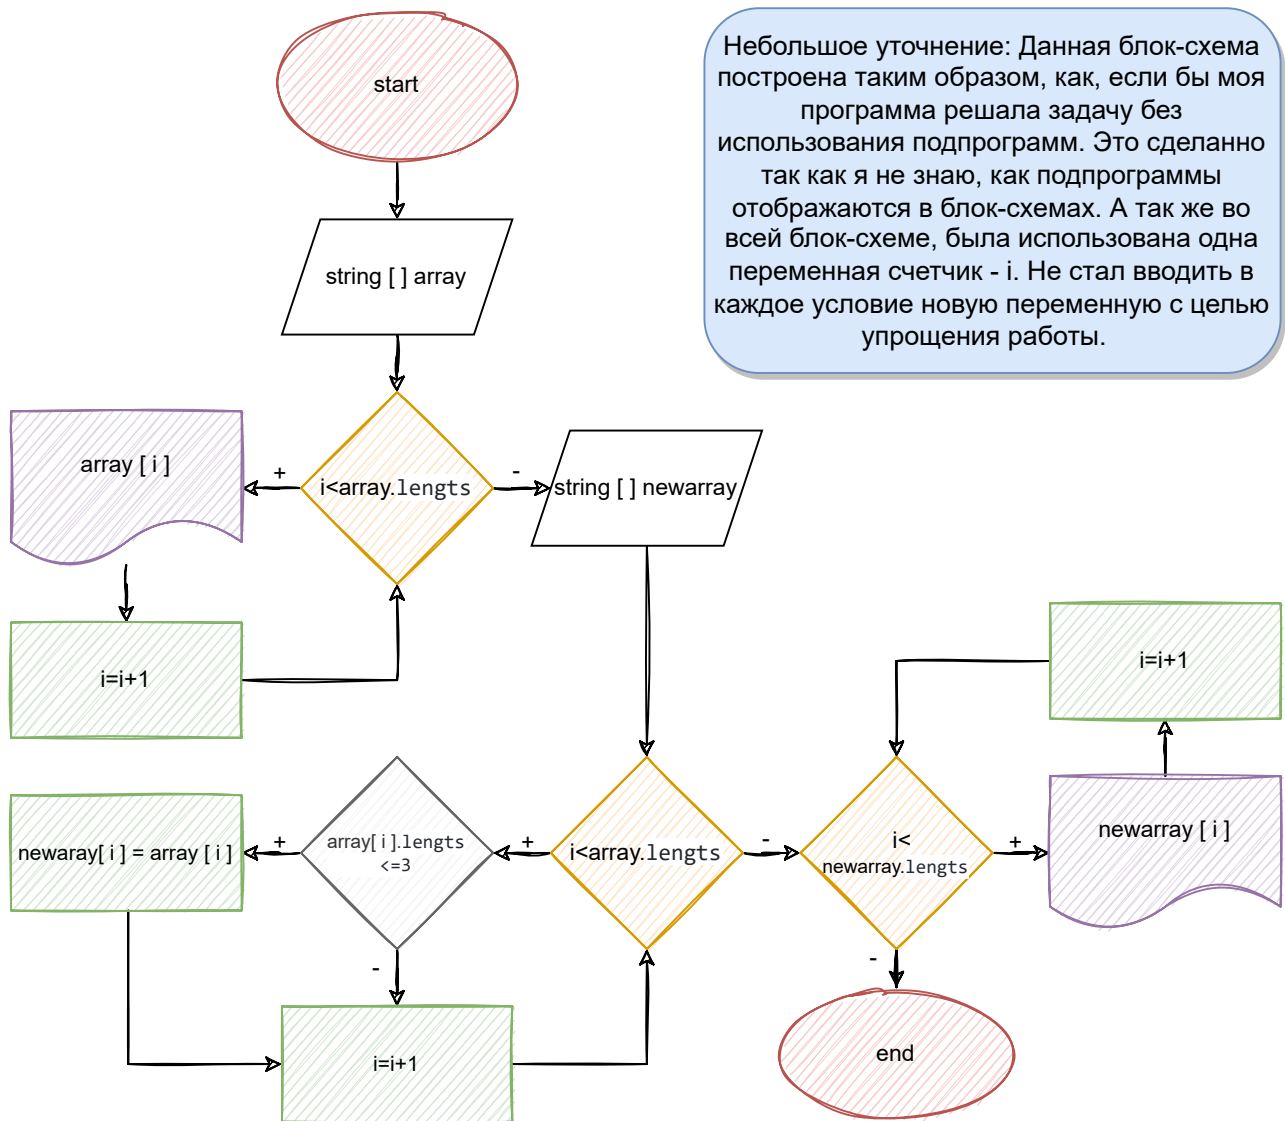 start
Небольшое уточнение: Данная блок-схема
построена таким образом, как, если бы моя
программа решала задачу без
использования подпрограмм. Это сделанно
так как я не знаю, как подпрограммы
отображаются в блок-схемах. А так же во
всей блок-схеме, была использована одна
переменная счетчик - i. Не стал вводить в
каждое условие новую переменную с целью
упрощения работы.
string [ ] array
array [ i ]
+
i<array.lengts
-
string [ ] newarray
i=i+1
i=i+1
newaray[ i ] = array [ i ]
+
array[ i ].lengts
<=3
+
i<array.lengts
-
i<
newarray.lengts
+
newarray [ i ]
-
-
i=i+1
end